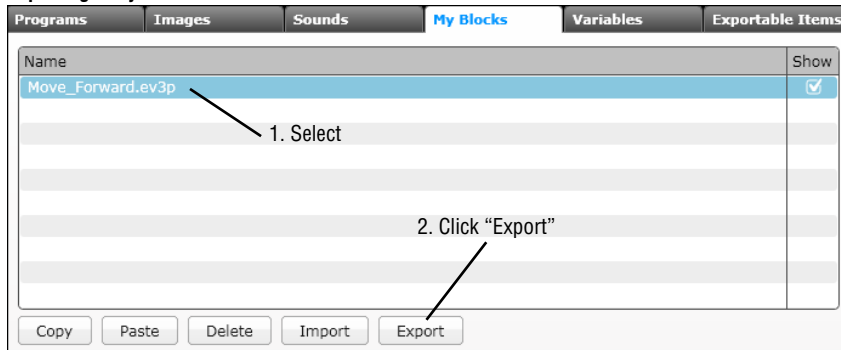 Programs Images Sounds My Blocks Variables Exportable Items
Name Show
Move_Forward.ev3p
1. Select
2. Click “Export”
Copy Paste Delete Import Export